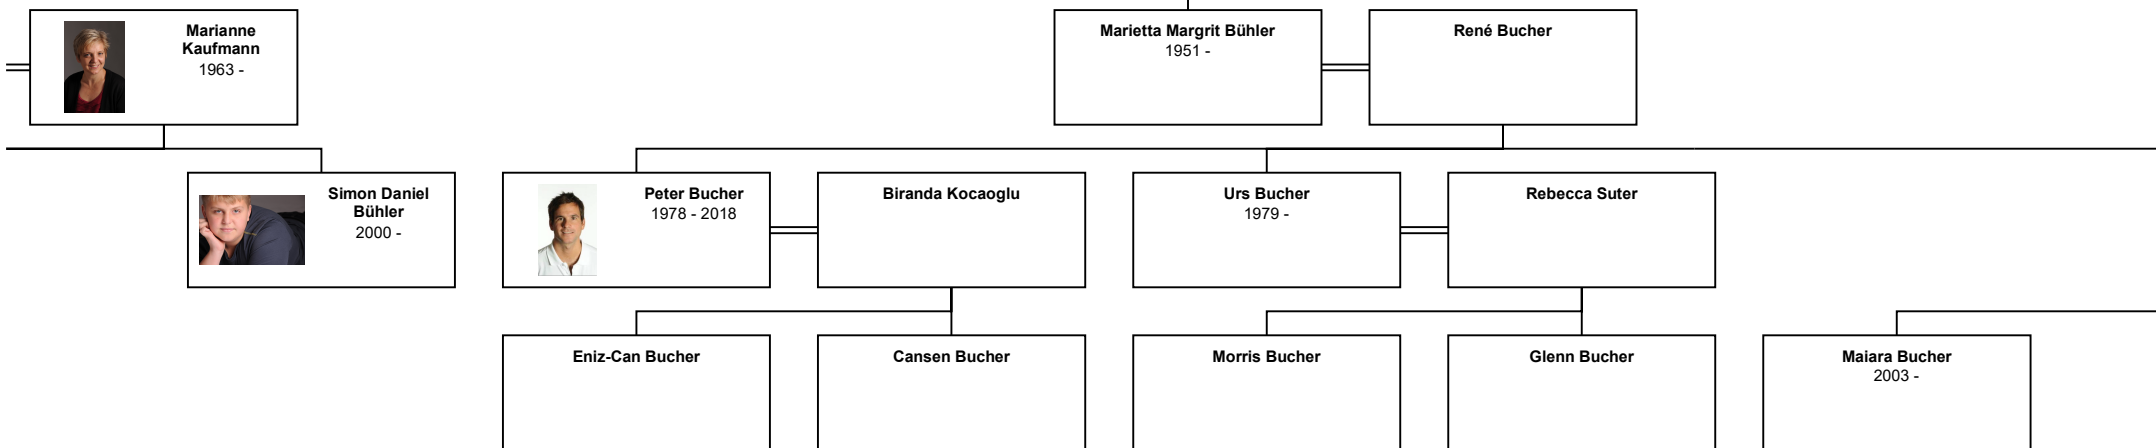 Marianne
Kaufmann
1963 -
Marietta Margrit Bühler
1951 -
René Bucher
Simon Daniel
Bühler
2000 -
Peter Bucher
1978 - 2018
Biranda Kocaoglu
Urs Bucher
1979 -
Rebecca Suter
Eniz-Can Bucher
Cansen Bucher
Morris Bucher
Glenn Bucher
Maiara Bucher
2003 -